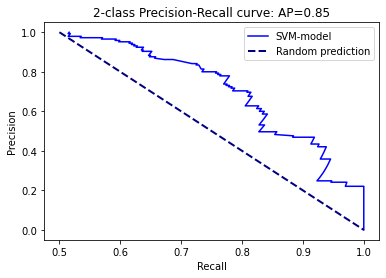 2-class Precision-Recall curve: AP=0.85
SVM-model
Random prediction
Precision
1.0
0.8
0.6
0.4
0.2
0.0
0.5
0.6
0.7
0.8
0.9
1.0
Recall